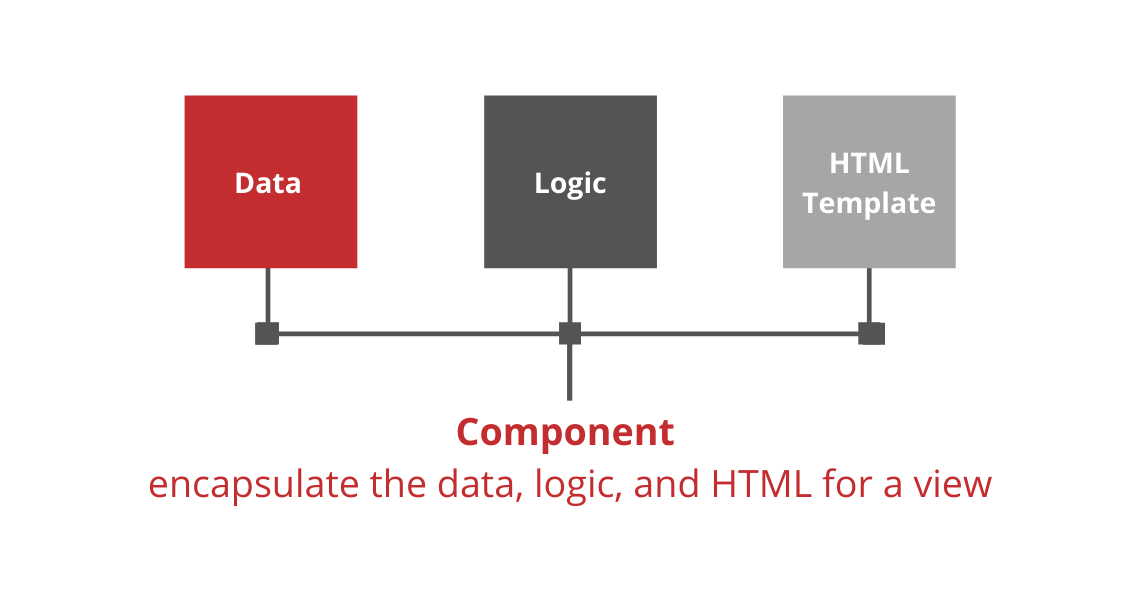 Data
Logic
HTML
Template
Component
encapsulate the data, logic, and HTML for a view